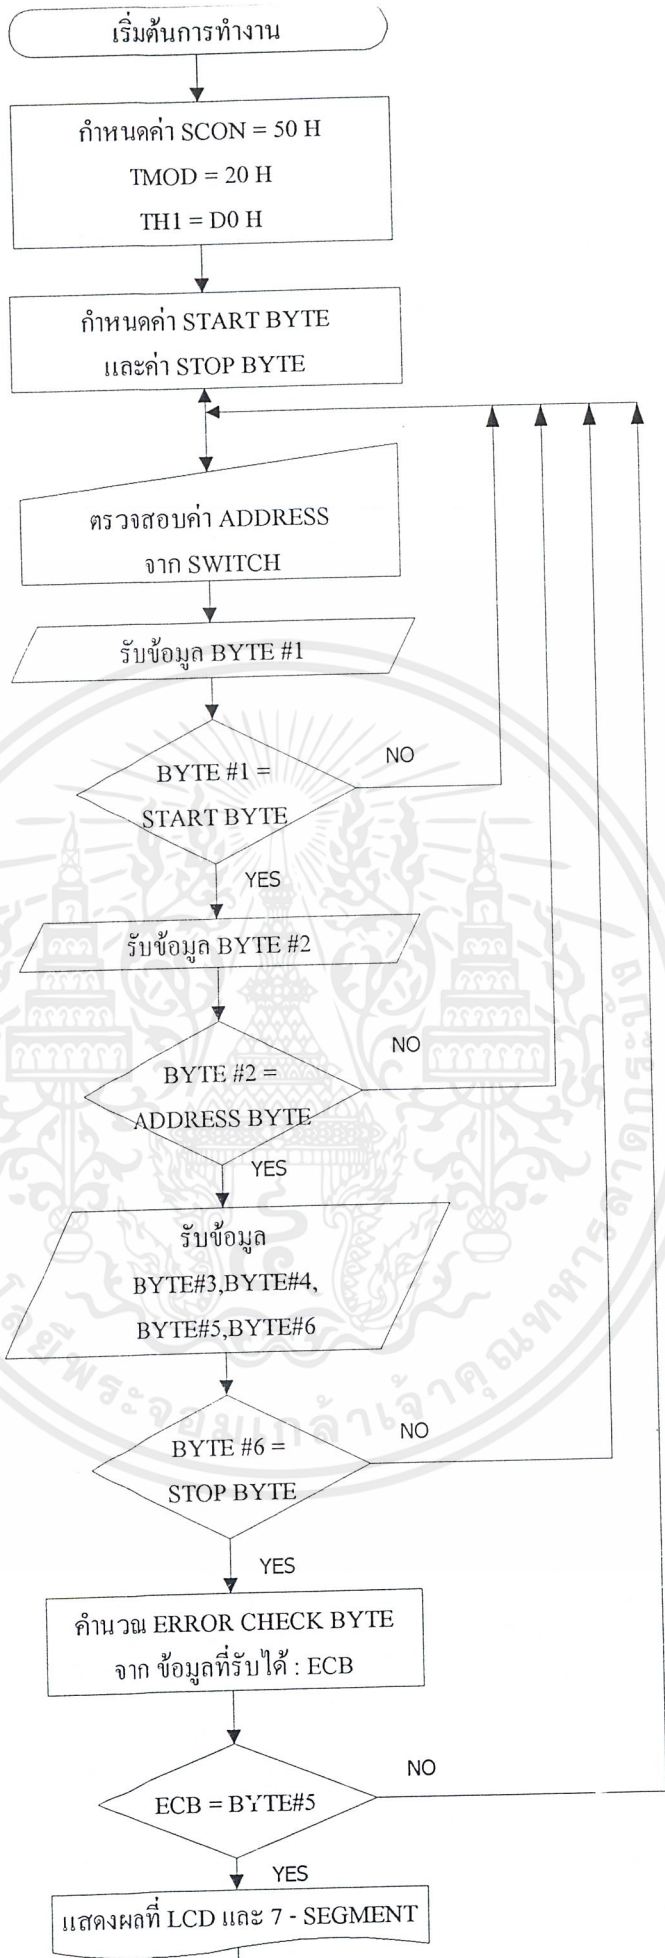 เริ่มต้นการทำงาน
กำหนดค่า SCON = 50 H
TMOD = 20 H
TH1 = D0 H
กำหนดค่า START BYTE
และค่า STOP BYTE
ตรวจสอบค่า ADDRESS
จาก SWITCH
รับข้อมูล BYTE #1
BYTE #1 =
START BYTE
NO
YES
รับข้อมูล BYTE #2
BYTE #2 =
ADDRESS BYTE
NO
YES
รับข้อมูล
BYTE#3,BYTE#4,
BYTE#5,BYTE#6
BYTE #6 =
STOP BYTE
NO
YES
คำนวณ ERROR CHECK BYTE
จาก ข้อมูลที่รับได้ : ECB
ECB = BYTE#5
NO
YES
แสดงผลที่ LCD และ 7 - SEGMENT